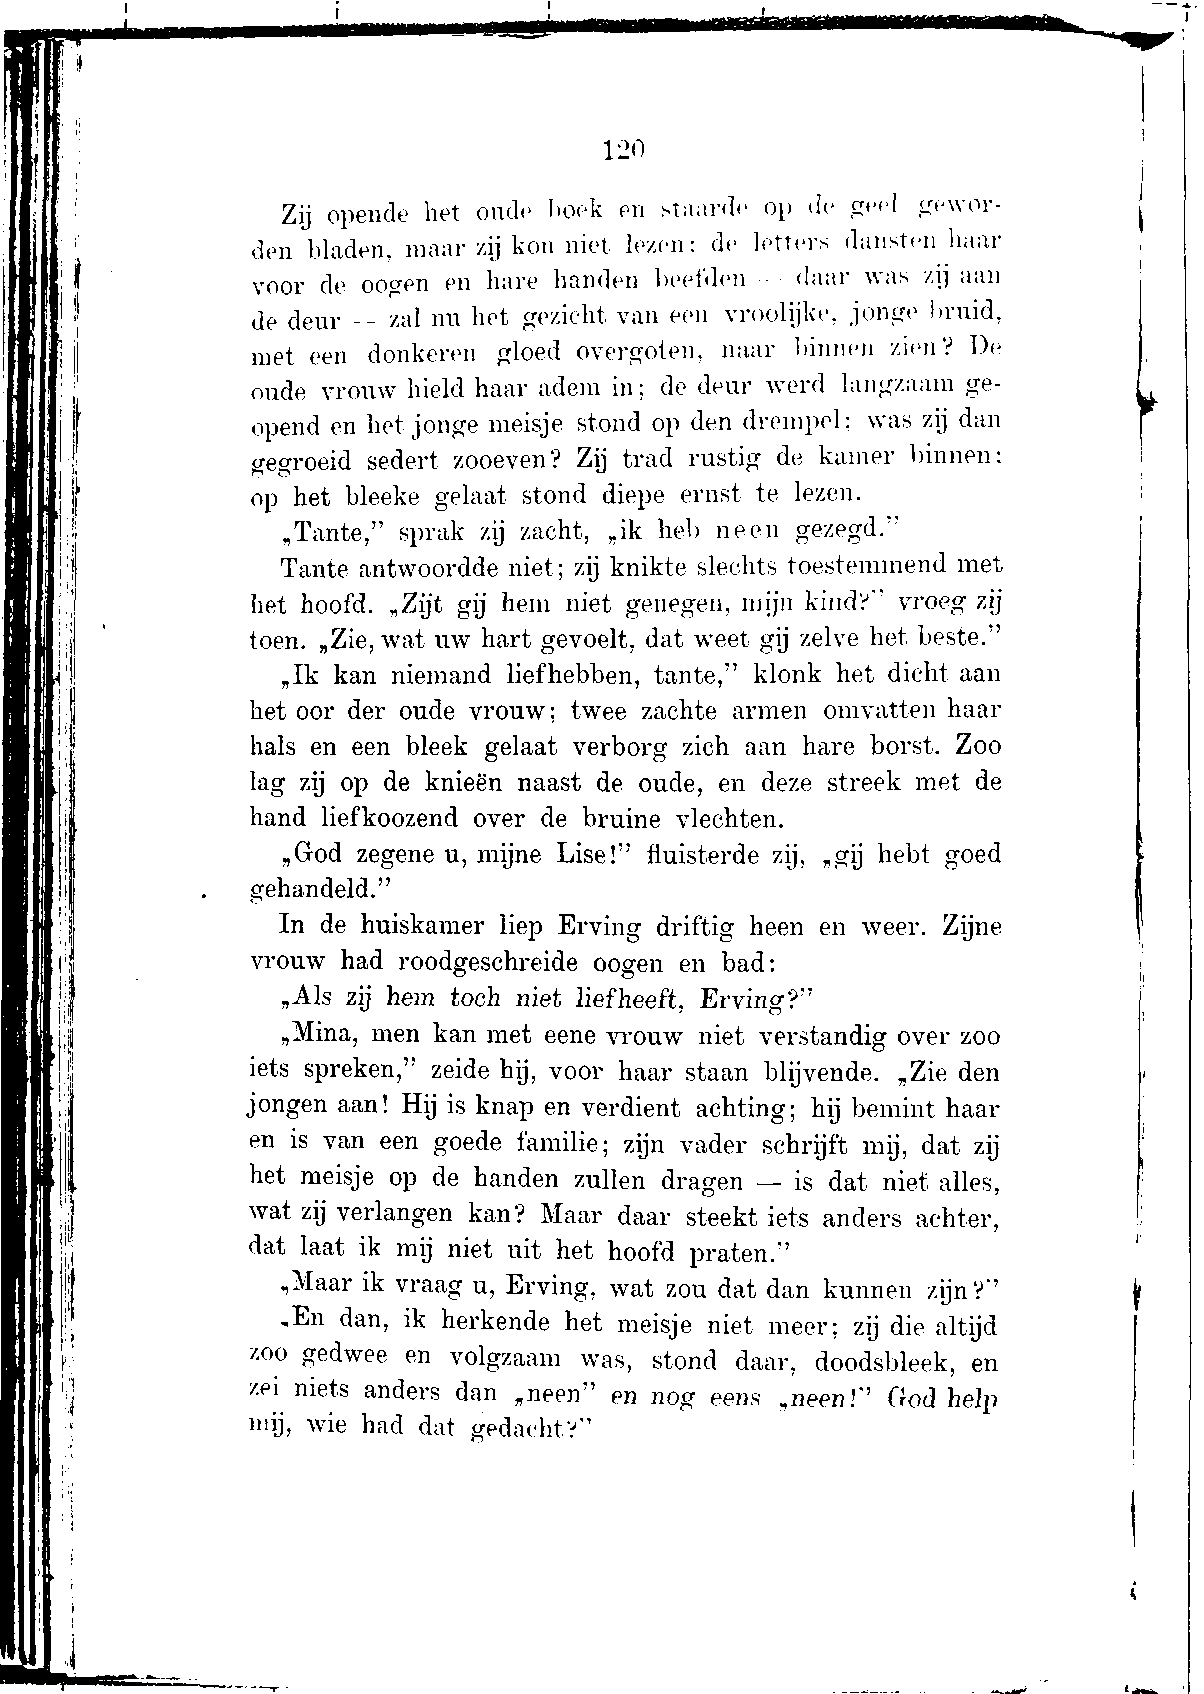 120
Zij opende het oude boek en staarde op de geel gewor-
den bladen, maar zij kon niet lezen: de letters dansten haar
voor de oogen en hare handen beefden -- daar was zij aan
de deur -- zal nu het gezicht van een vroolijke, jonge bruid,
met een donkeren gloed overgoten, naar binnen zien? De
oude vrouw hield haar adem in; de deur werd langzaam ge-
opend en het jonge meisje stond op den drempel: was zij dan
gegroeid sedert zooeven? Zij trad rustig de kamer binnen:
op het bleeke gelaat stond diepe ernst te lezen.
„Tante,” sprak zij zacht, „ik heb neen gezegd.”
Tante antwoordde niet; zij knikte slechts toestemmend met
het hoofd. „Zijt gij hem niet genegen, mijn kind?” vroeg zij
toen. „Zie, wat uw hart gevoelt, dat weet gij zelve het beste.”
„Ik kan niemand liefhebben, tante,” klonk het dicht aan
het oor der oude vrouw; twee zachte armen omvatten haar
hals en een bleek gelaat verborg zich aan hare borst. Zoo
lag zij op de knieën naast de oude, en deze streek met de
hand liefkoozend over de bruine vlechten.
„God zegene u, mijne Lise!” fluisterde zij, „gij hebt goed
gehandeld.”
In de huiskamer liep Erving driftig heen en weer. Zijne
vrouw had roodgeschreide oogen en bad:
„Als zij hem toch niet liefheeft, Erving?”
„Mina, men kan met eene vrouw niet verstandig over zoo
iets spreken,” zeide hij, voor haar staan blijvende. „Zie den
jongen aan! Hij is knap en verdient achting; hij bemint haar
en is van een goede familie; zijn vader schrijft mij, dat zij
het meisje op de handen zullen dragen — is dat niet alles,
wat zij verlangen kan? Maar daar steekt iets anders achter,
dat laat ik mij niet uit het hoofd praten.”
„Maar ik vraag u, Erving, wat zou dat dan kunnen zijn?”
„En dan, ik herkende het meisje niet meer; zij die altijd
zoo gedwee en volgzaam was, stond daar, doodsbleek, en
zei niets anders dan „neen” en nog eens „neen!” God help
mij, wie had dat gedacht?”